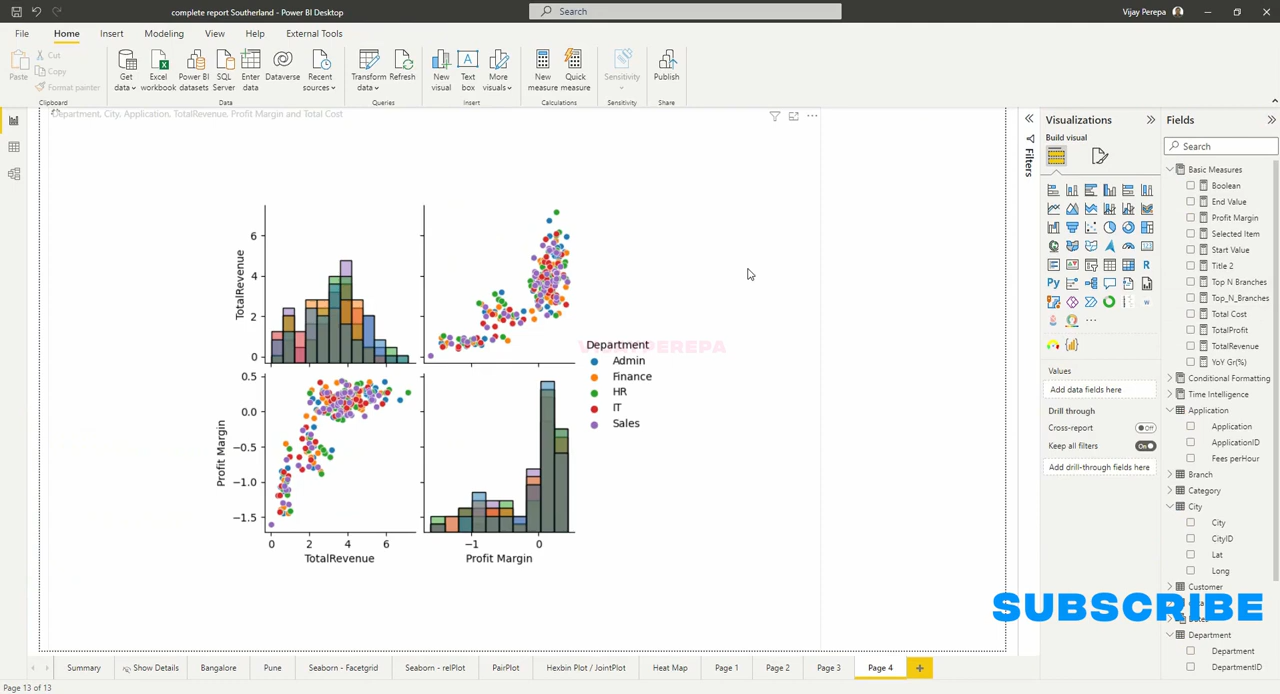 complete report Southerland - Power BI Desktop
Search
Vijay Perepa
File Home Insert Modeling View Help External Tools
Paste
Cut
Copy
Format painter
Get data
Excel workbook
Power BI datasets
SQL Server
Enter data
Dataverse
Recent sources
Transform data
Refresh
New visual
Text box
More visuals
New measure
Quick measure
Sensitivity
Publish
Clipboard
Data
Queries
Insert
Calculations
Sensitivity
Share
Department, City, Application, TotalRevenue, Profit Margin and Total Cost
TotalRevenue
6
4
2
0
Profit Margin
0.5
0.0
−0.5
−1.0
−1.5
0 2 4 6
TotalRevenue
−1 0
Profit Margin
Department
Admin
Finance
HR
IT
Sales
Filters
Visualizations
Build visual
Values
Add data fields here
Drill through
Cross-report
Off
Keep all filters
On
Add drill-through fields here
Fields
Search
Basic Measures
Boolean
End Value
Profit Margin
Selected Item
Start Value
Title 2
Top N Branches
Top_N_Branches
Total Cost
TotalProfit
TotalRevenue
YoY Gr(%)
Conditional Formatting
Time Intelligence
Application
Application
ApplicationID
Fees perHour
Branch
Category
City
City
CityID
Lat
Long
Customer
SUBSCRIBE
Department
Department
DepartmentID
Summary
Show Details
Bangalore
Pune
Seaborn - Facetgrid
Seaborn - relPlot
PairPlot
Hexbin Plot / JointPlot
Heat Map
Page 1
Page 2
Page 3
Page 4
Page 13 of 13